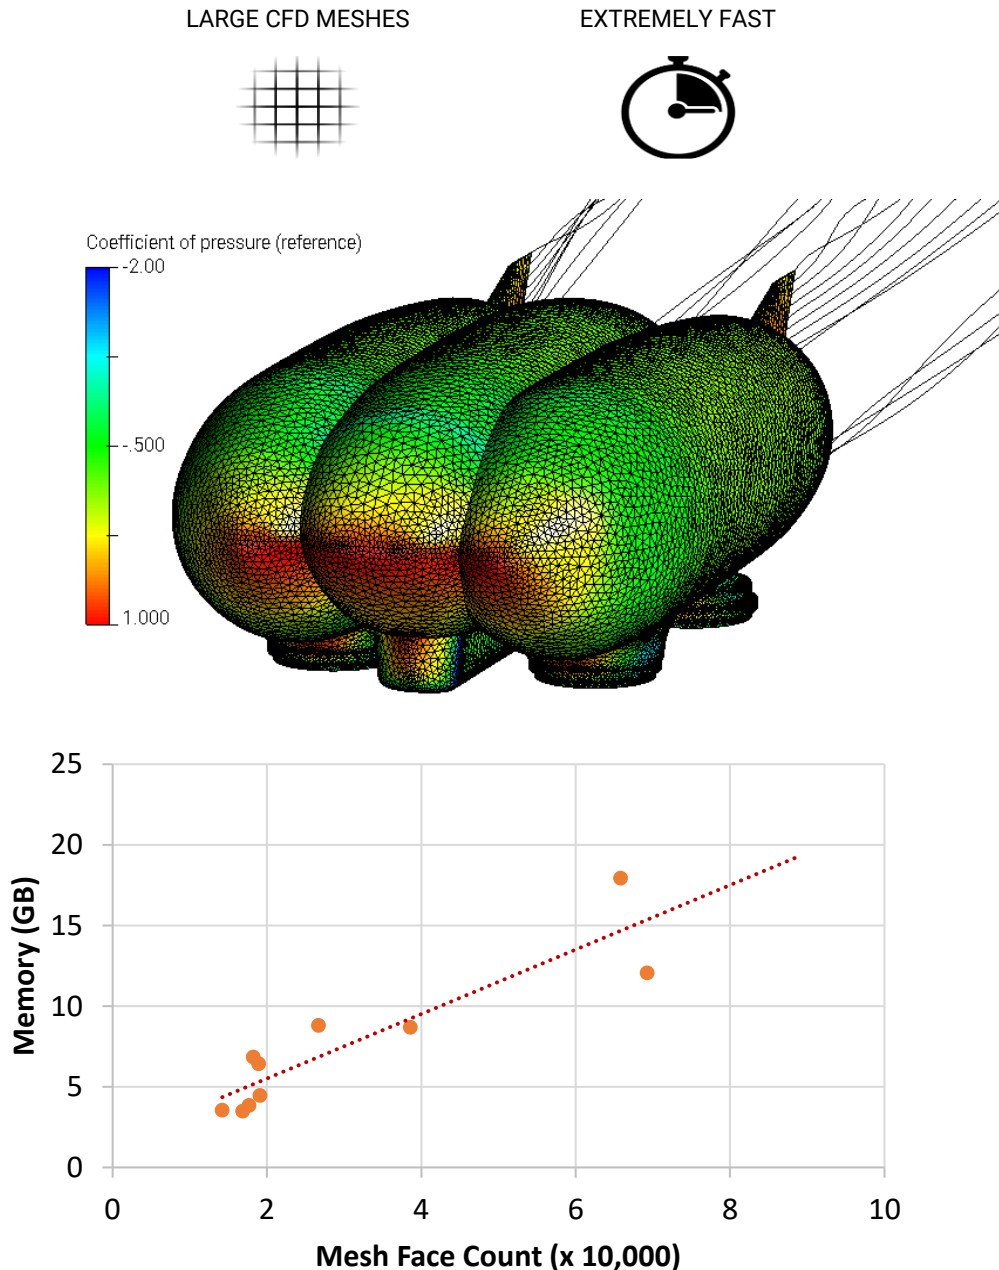 LARGE CFD MESHES
EXTREMELY FAST
Coefficient of pressure (reference)
-2.00
-.500
1.000
25
20
15
10
5
0
Memory (GB)
0 2 4 6 8 10
Mesh Face Count (x 10,000)